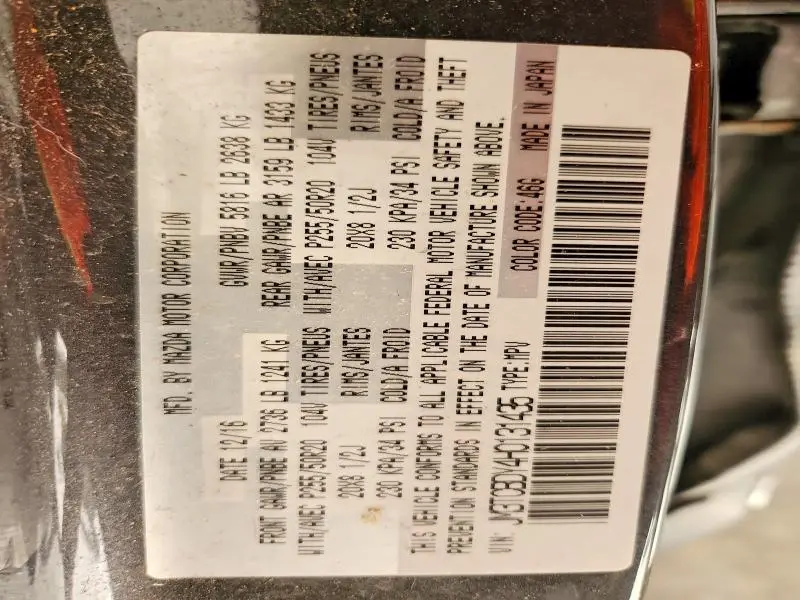 MFD. BY MAZDA MOTOR CORPORATION
DATE 12/16 GVWR/PNBV 5816 LB 2638 KG
FRONT GAWR/PNBE AV 2736 LB 1241 KG REAR GAWR/PNBE AR 3159 LB 1433 KG
WITH/AVEC P255/50R20 104V TIRES/PNEUS WITH/AVEC P255/50R20 104V TIRES/PNEUS
20X8 1/2J RIMS/JANTES 20X8 1/2J RIMS/JANTES
230 KPA/34 PSI COLD/A FROID 230 KPA/34 PSI COLD/A FROID
THIS VEHICLE CONFORMS TO ALL APPLICABLE FEDERAL MOTOR VEHICLE SAFETY AND THEFT
PREVENTION STANDARDS IN EFFECT ON THE DATE OF MANUFACTURE SHOWN ABOVE.
VIN: JM3TCBDY4H0131435 TYPE:MPV COLOR CODE:46G MADE IN JAPAN